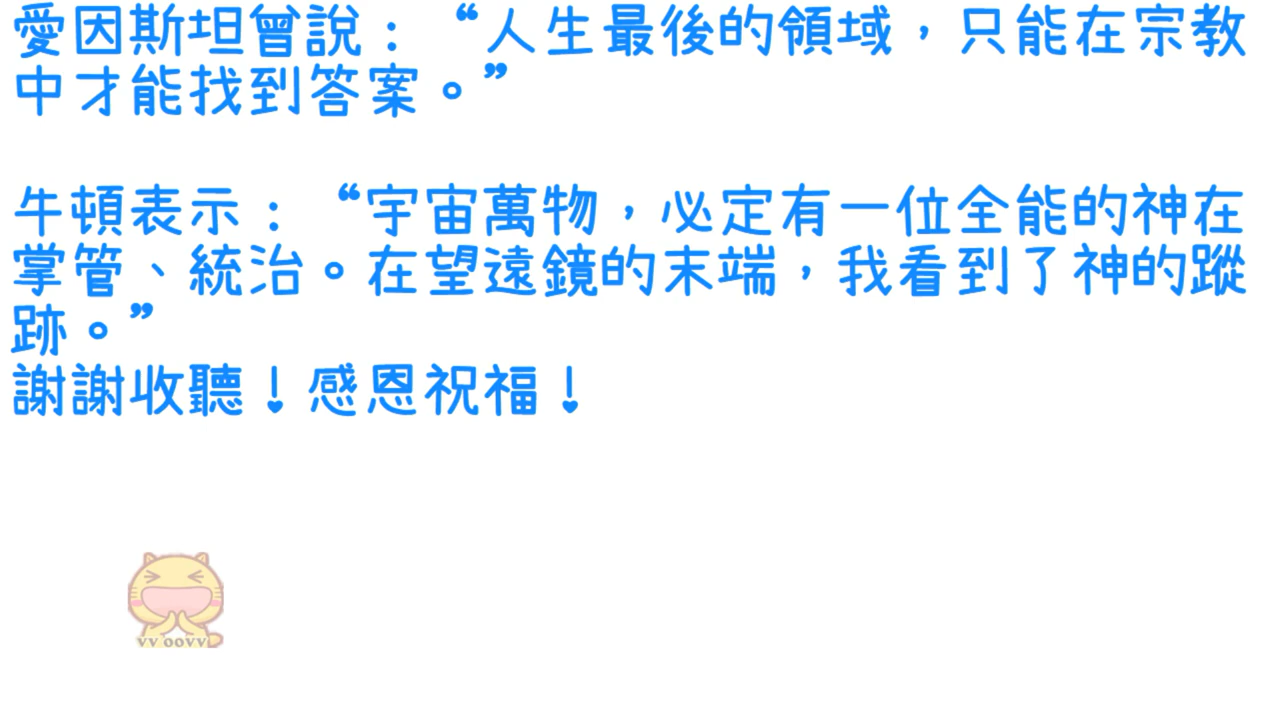 愛因斯坦曾說：“人生最後的領域，只能在宗教
中才能找到答案。”
牛頓表示：“宇宙萬物，必定有一位全能的神在
掌管、統治。在望遠鏡的末端，我看到了神的蹤
跡。”
謝謝收聽！感恩祝福！